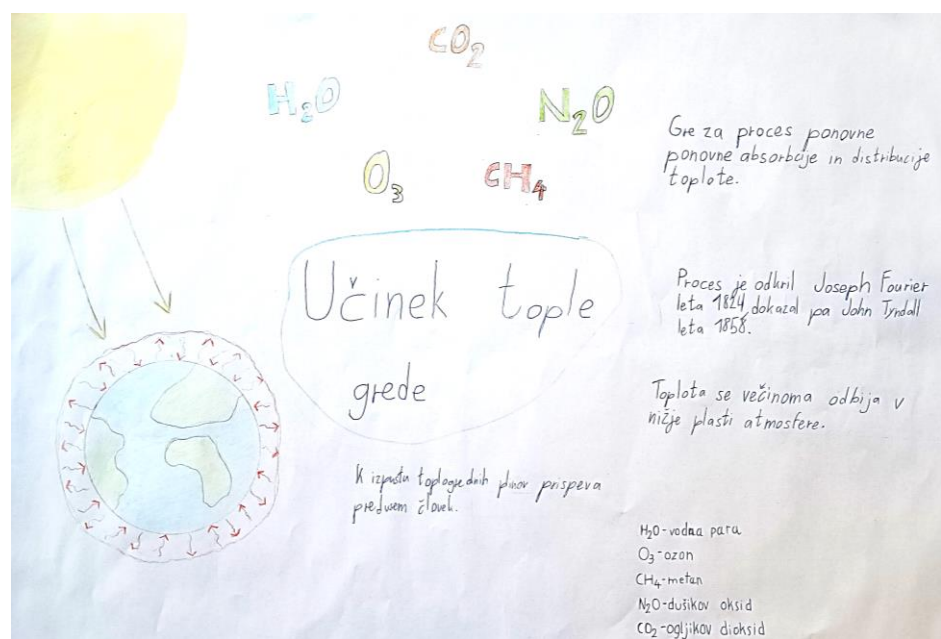 CO2
H2O
N2O
O3
CH4
Učinek tople
grede
Gre za proces ponovne
ponovne absorbcije in distribucije
toplote.
Proces je odkril Joseph Fourier
leta 1824, dokazal pa John Tyndall
leta 1858.
Toplota se večinoma odbija v
nižje plasti atmosfere.
K izpustu toplogrednih plinov prispeva
predvsem človek.
H2O-vodna para
O3-ozon
CH4-metan
N2O-dušikov oksid
CO2-ogljikov dioksid